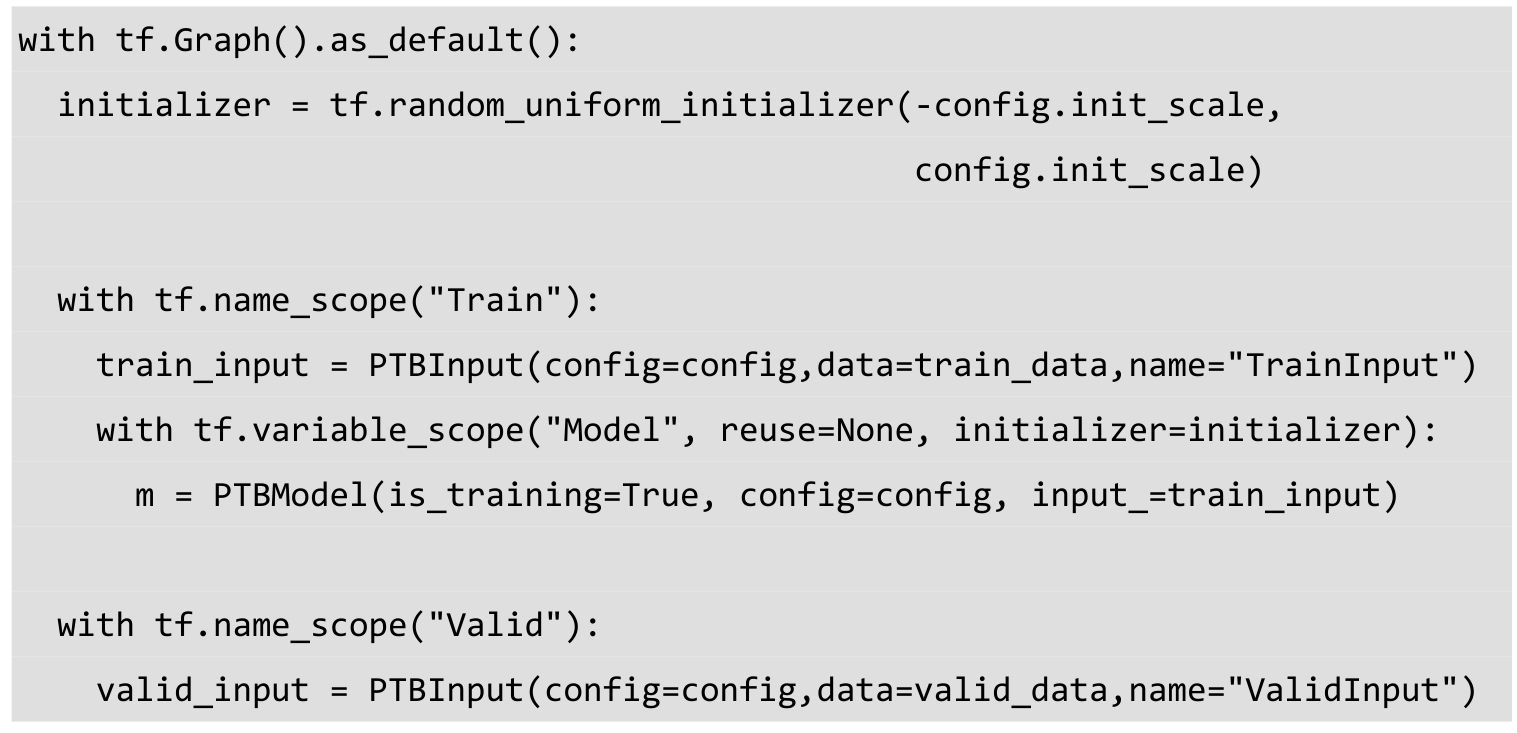 with tf.Graph().as_default():
  initializer = tf.random_uniform_initializer(-config.init_scale,
                                              config.init_scale)

  with tf.name_scope("Train"):
    train_input = PTBInput(config=config,data=train_data,name="TrainInput")
    with tf.variable_scope("Model", reuse=None, initializer=initializer):
      m = PTBModel(is_training=True, config=config, input_=train_input)

  with tf.name_scope("Valid"):
    valid_input = PTBInput(config=config,data=valid_data,name="ValidInput")